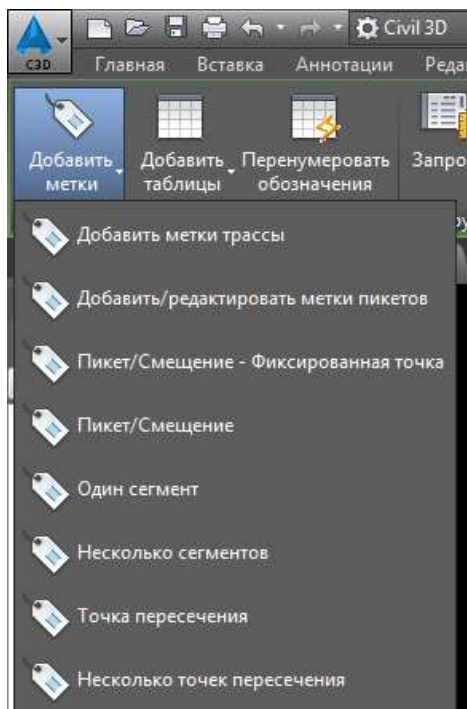 Civil 3D
C3D
Главная Вставка Аннотации
Добавить метки
Добавить таблицы
Перенумеровать обозначения
Добавить метки трассы
Добавить/редактировать метки пикетов
Пикет/Смещение - Фиксированная точка
Пикет/Смещение
Один сегмент
Несколько сегментов
Точка пересечения
Несколько точек пересечения